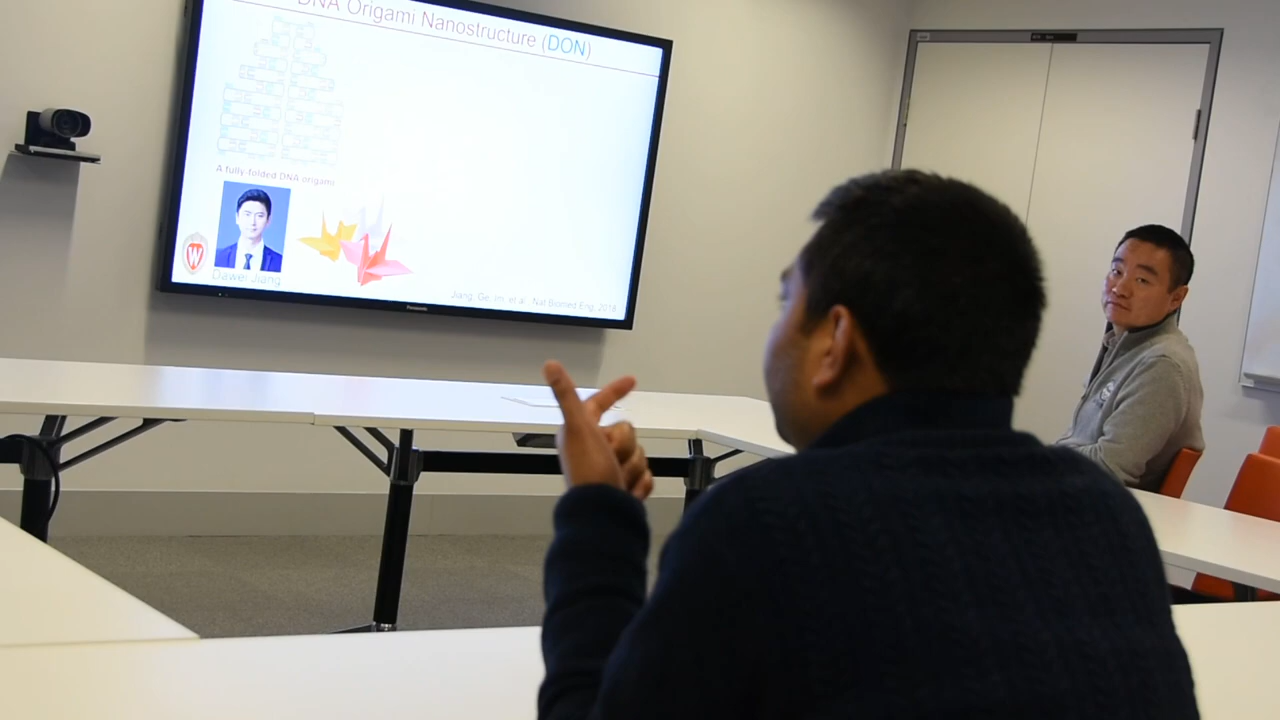 DNA Origami Nanostructure (DON)
A fully-folded DNA origami
W
Dawei Jiang
Jiang, Ge, Im, et al. Nat Biomed Eng, 2018
Panasonic